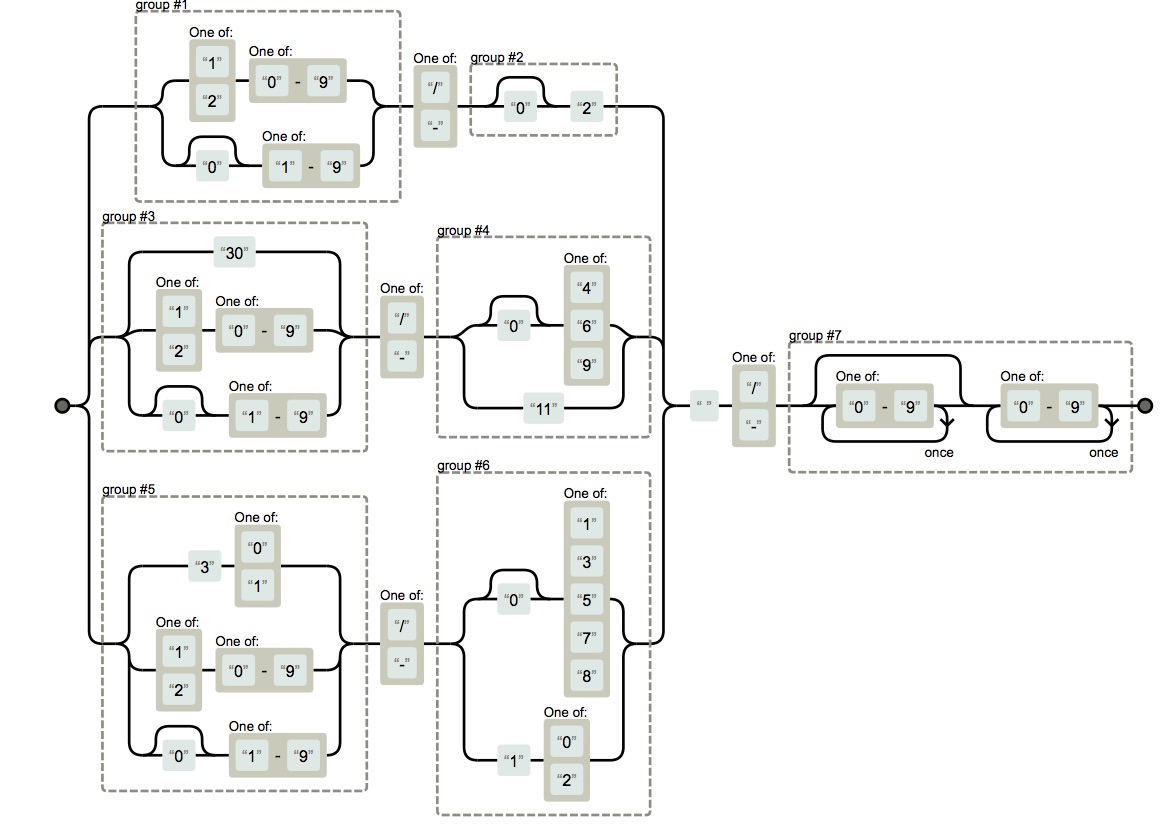 group #1
One of:
“1”
“2”
One of:
“0” - “9”
“0”
One of:
“1” - “9”
One of:
“/”
“-”
group #2
“0” “2”
group #3
“30”
One of:
“1”
“2”
One of:
“0” - “9”
“0”
One of:
“1” - “9”
One of:
“/”
“-”
group #4
“0”
One of:
“4”
“6”
“9”
“11”
group #5
“3”
One of:
“0”
“1”
One of:
“1”
“2”
One of:
“0” - “9”
“0”
One of:
“1” - “9”
One of:
“/”
“-”
group #6
“0”
One of:
“1”
“3”
“5”
“7”
“8”
“1”
One of:
“0”
“2”
“ ”
One of:
“/”
“-”
group #7
One of:
“0” - “9”
once
One of:
“0” - “9”
once